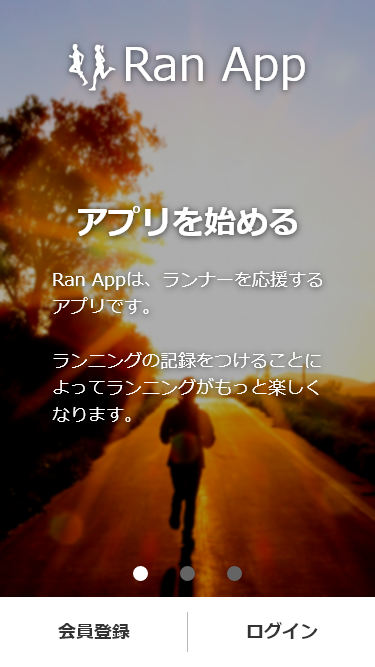 Ran App
アプリを始める
Ran Appは、ランナーを応援する
アプリです。
ランニングの記録をつけることに
よってランニングがもっと楽しく
なります。
会員登録
ログイン